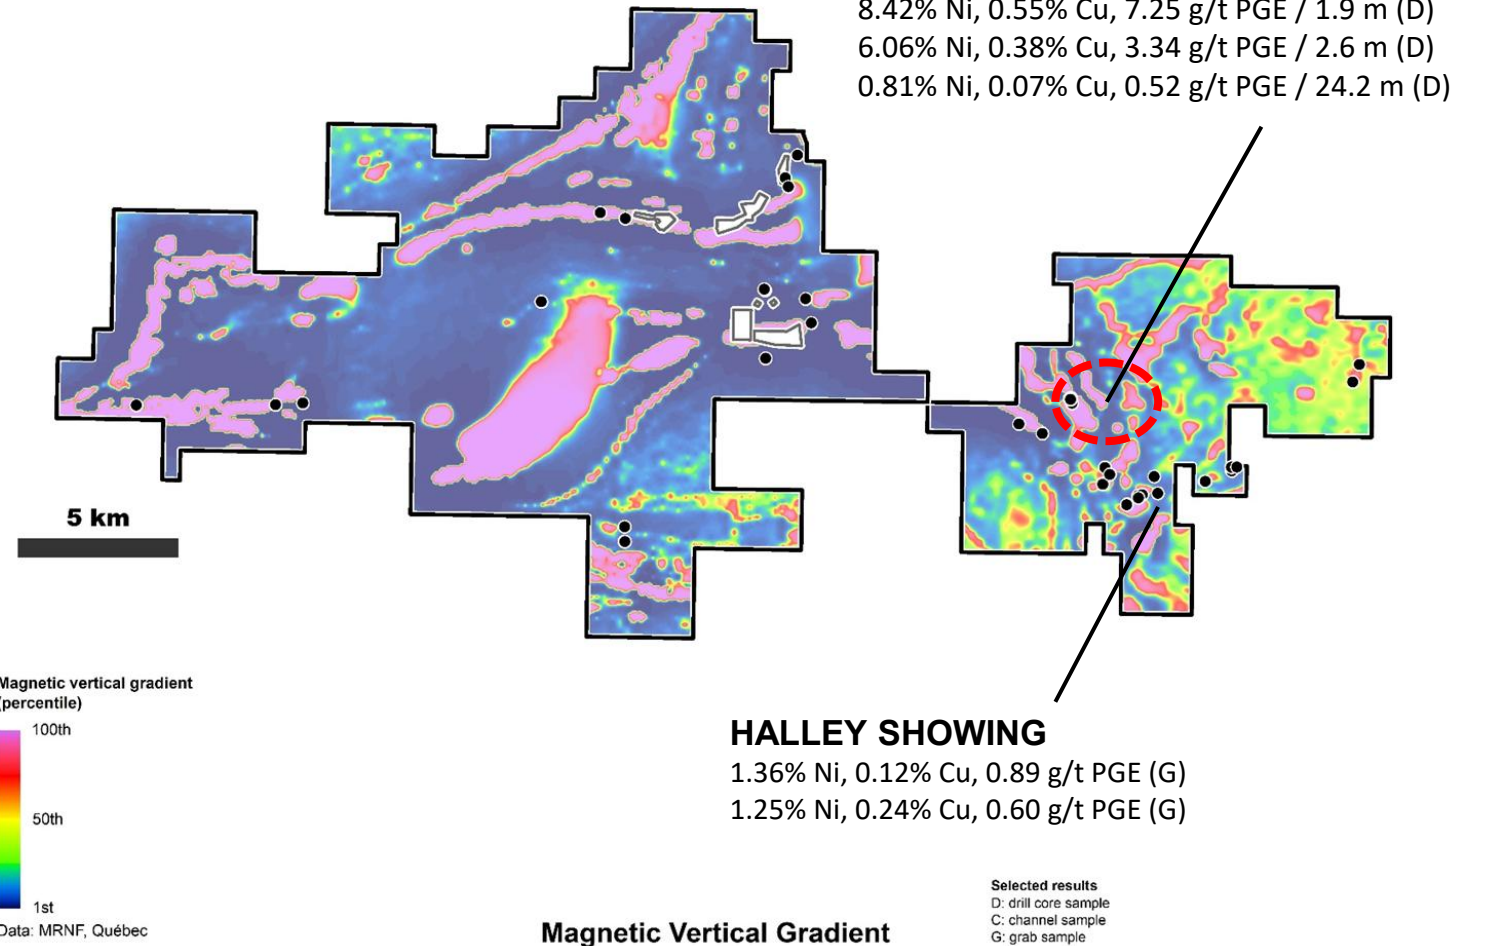 8.42% Ni, 0.55% Cu, 7.25 g/t PGE / 1.9 m (D)
6.06% Ni, 0.38% Cu, 3.34 g/t PGE / 2.6 m (D)
0.81% Ni, 0.07% Cu, 0.52 g/t PGE / 24.2 m (D)
5 km
Magnetic vertical gradient
(percentile)
100th
50th
1st
Data: MRNF, Québec
HALLEY SHOWING
1.36% Ni, 0.12% Cu, 0.89 g/t PGE (G)
1.25% Ni, 0.24% Cu, 0.60 g/t PGE (G)
Magnetic Vertical Gradient
Selected results
D: drill core sample
C: channel sample
G: grab sample